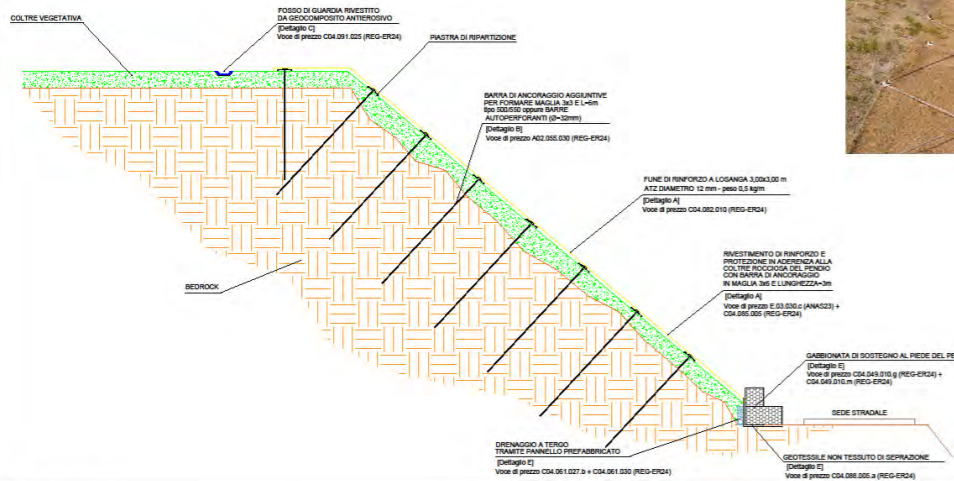 COLTRE VEGETATIVA
FOSSO DI GUARDIA RIVESTITO
DA GEOCOMPOSITO ANTIEROSIVO
[Dettaglio C]
Voce di prezzo C04.091.025 (REG-ER24)
PIASTRA DI RIPARTIZIONE
BARRA DI ANCORAGGIO AGGIUNTIVE
PER FORMARE MAGLIA 3x3 E L=6m
tipo 500/550 oppure BARRE
AUTOPERFORANTI (Ø=32mm)
[Dettaglio B]
Voce di prezzo A02.055.030 (REG-ER24)
FUNE DI RINFORZO A LOSANGA 3,00x3,00 m
ATZ DIAMETRO 12 mm - peso 0,5 kg/m
[Dettaglio A]
Voce di prezzo C04.082.010 (REG-ER24)
RIVESTIMENTO DI RINFORZO E
PROTEZIONE IN ADERENZA ALLA
COLTRE ROCCIOSA DEL PENDIO
CON BARRA DI ANCORAGGIO
IN MAGLIA 3x6 E LUNGHEZZA=3m
[Dettaglio A]
Voce di prezzo E.03.030.c (ANAS23) +
C04.085.005 (REG-ER24)
BEDROCK
GABBIONATA DI SOSTEGNO AL PIEDE DEL PE
[Dettaglio E]
Voce di prezzo C04.049.010.g (REG-ER24) +
C04.049.010.m (REG-ER24)
SEDE STRADALE
DRENAGGIO A TERGO
TRAMITE PANNELLO PREFABBRICATO
[Dettaglio E]
Voce di prezzo C04.061.027.b + C04.061.030 (REG-ER24)
GEOTESSILE NON TESSUTO DI SEPRAZIONE
[Dettaglio E]
Voce di prezzo C04.088.005.a (REG-ER24)